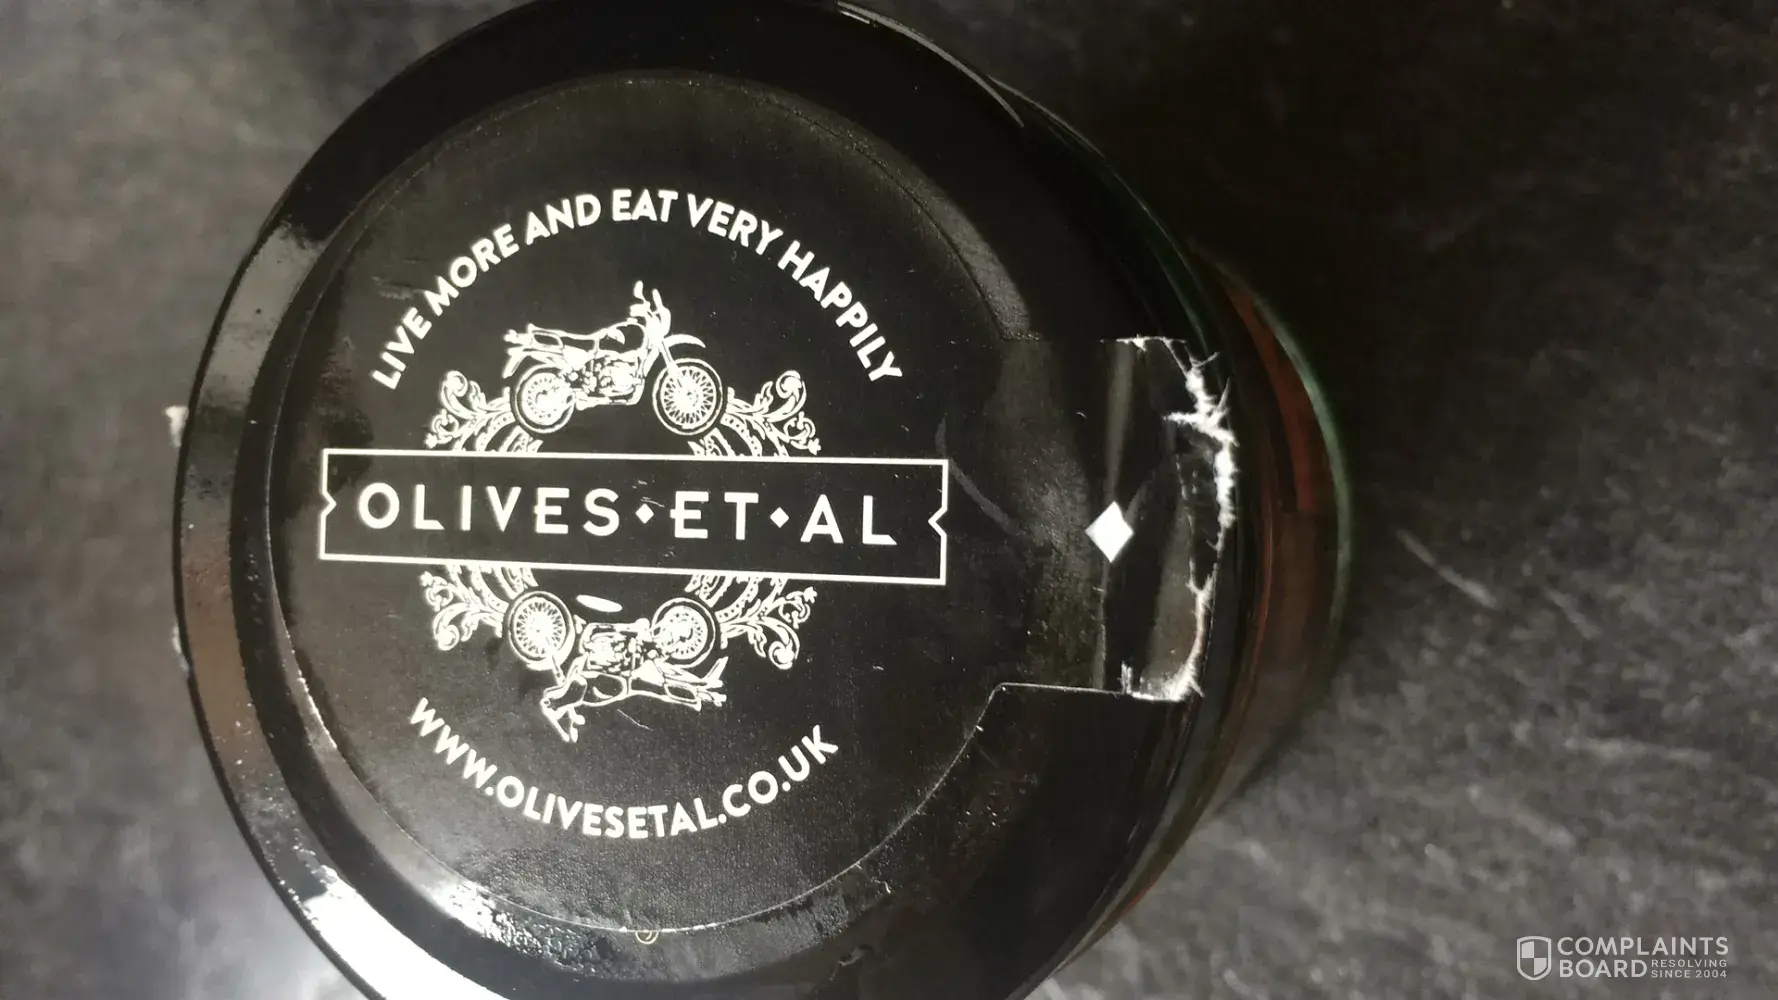 LIVE MORE AND EAT VERY HAPPILY
OLIVES·ET·AL
WWW.OLIVESETAL.CO.UK
COMPLAINTS
BOARD RESOLVING
SINCE 2004